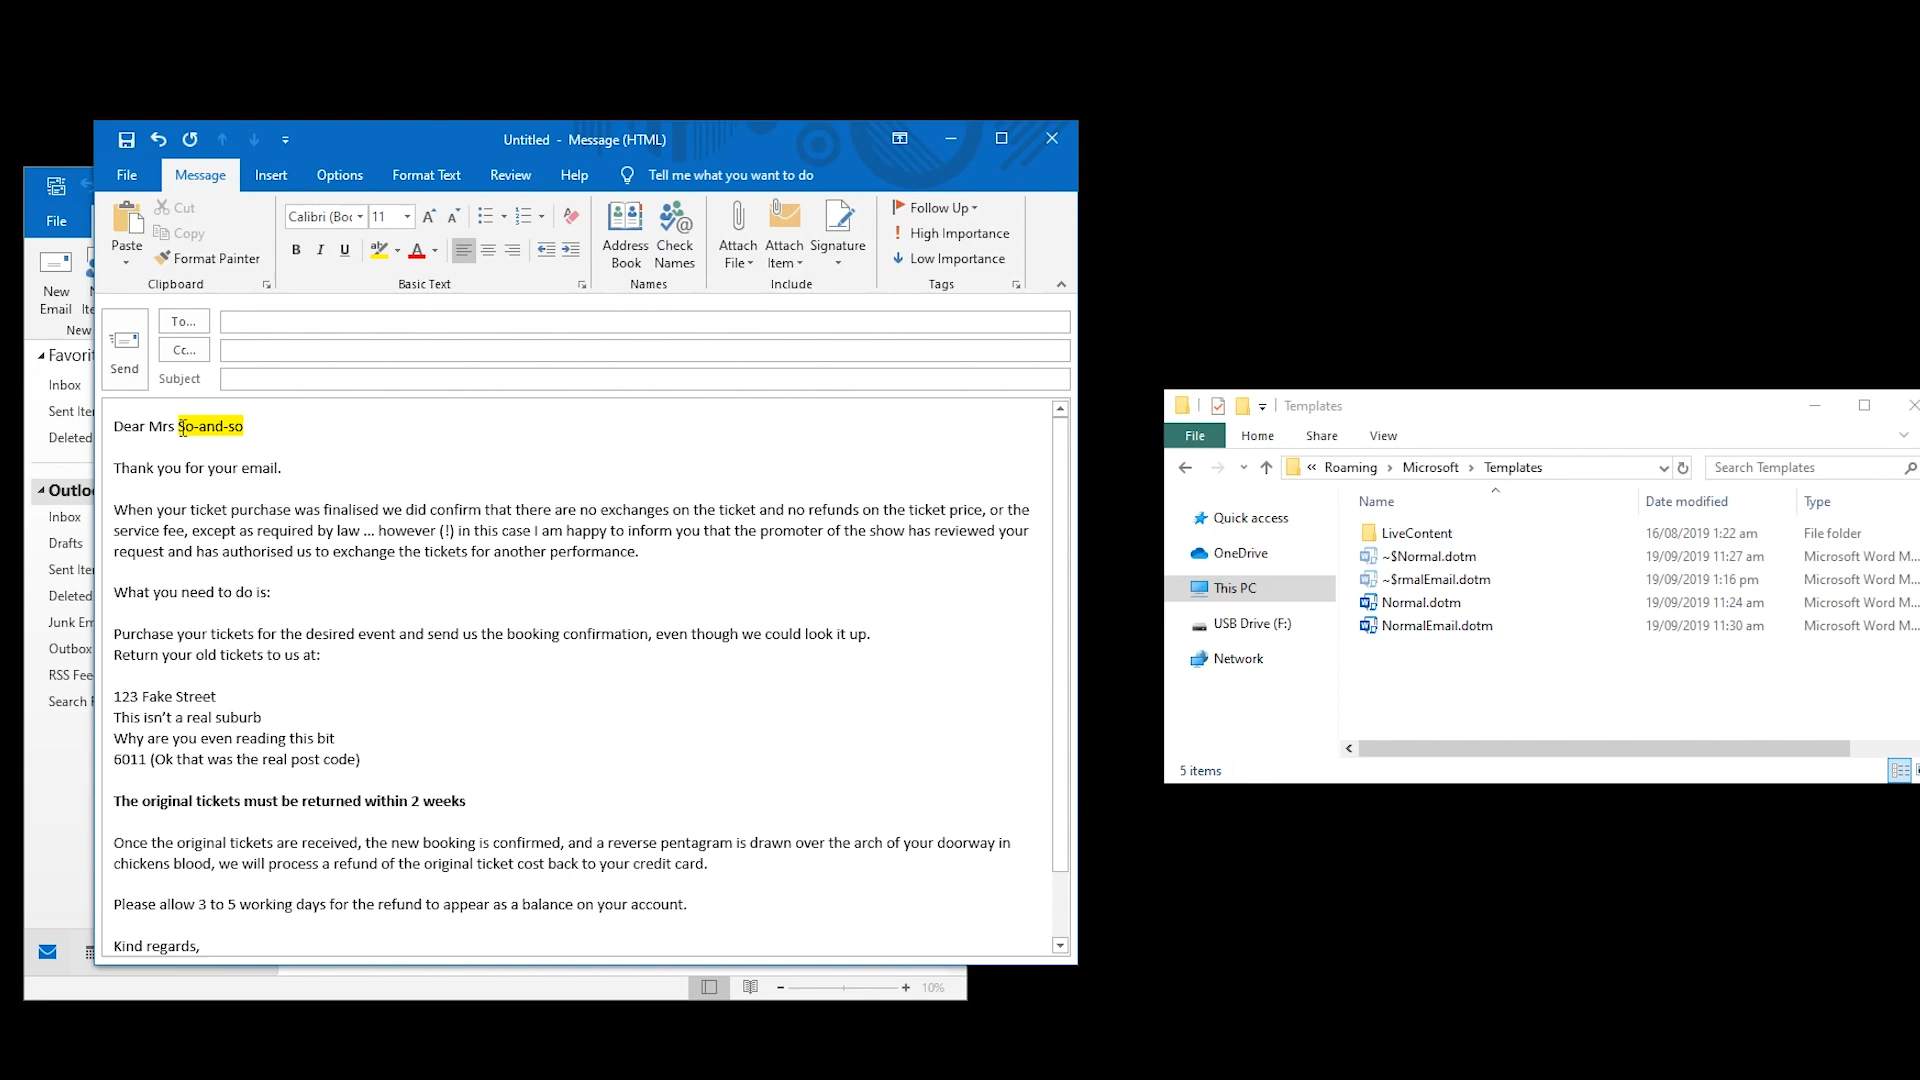 Untitled - Message (HTML)
File Message Insert Options Format Text Review Help Tell me what you want to do
Paste
Cut
Copy
Format Painter
Clipboard
Calibri (Boc 11
B I U
Basic Text
Address Book
Check Names
Names
Attach File
Attach Item
Signature
Include
Follow Up
High Importance
Low Importance
Tags
Send
To...
Cc...
Subject
Dear Mrs So-and-so
Thank you for your email.
When your ticket purchase was finalised we did confirm that there are no exchanges on the ticket and no refunds on the ticket price, or the
service fee, except as required by law ... however (!) in this case I am happy to inform you that the promoter of the show has reviewed your
request and has authorised us to exchange the tickets for another performance.
What you need to do is:
Purchase your tickets for the desired event and send us the booking confirmation, even though we could look it up.
Return your old tickets to us at:
123 Fake Street
This isn't a real suburb
Why are you even reading this bit
6011 (Ok that was the real post code)
The original tickets must be returned within 2 weeks
Once the original tickets are received, the new booking is confirmed, and a reverse pentagram is drawn over the arch of your doorway in
chickens blood, we will process a refund of the original ticket cost back to your credit card.
Please allow 3 to 5 working days for the refund to appear as a balance on your account.
Kind regards,
File
New
Email
New
Favorit
Inbox
Sent Iter
Deleted
Outloo
Inbox
Drafts
Sent Iter
Deleted
Junk Em
Outbox
RSS Fee
Search F
10%
Templates
File Home Share View
« Roaming › Microsoft › Templates
Search Templates
Quick access
OneDrive
This PC
USB Drive (F:)
Network
Name Date modified Type
LiveContent 16/08/2019 1:22 am File folder
~$Normal.dotm 19/09/2019 11:27 am Microsoft Word M...
~$rmalEmail.dotm 19/09/2019 1:16 pm Microsoft Word M...
Normal.dotm 19/09/2019 11:24 am Microsoft Word M...
NormalEmail.dotm 19/09/2019 11:30 am Microsoft Word M...
5 items